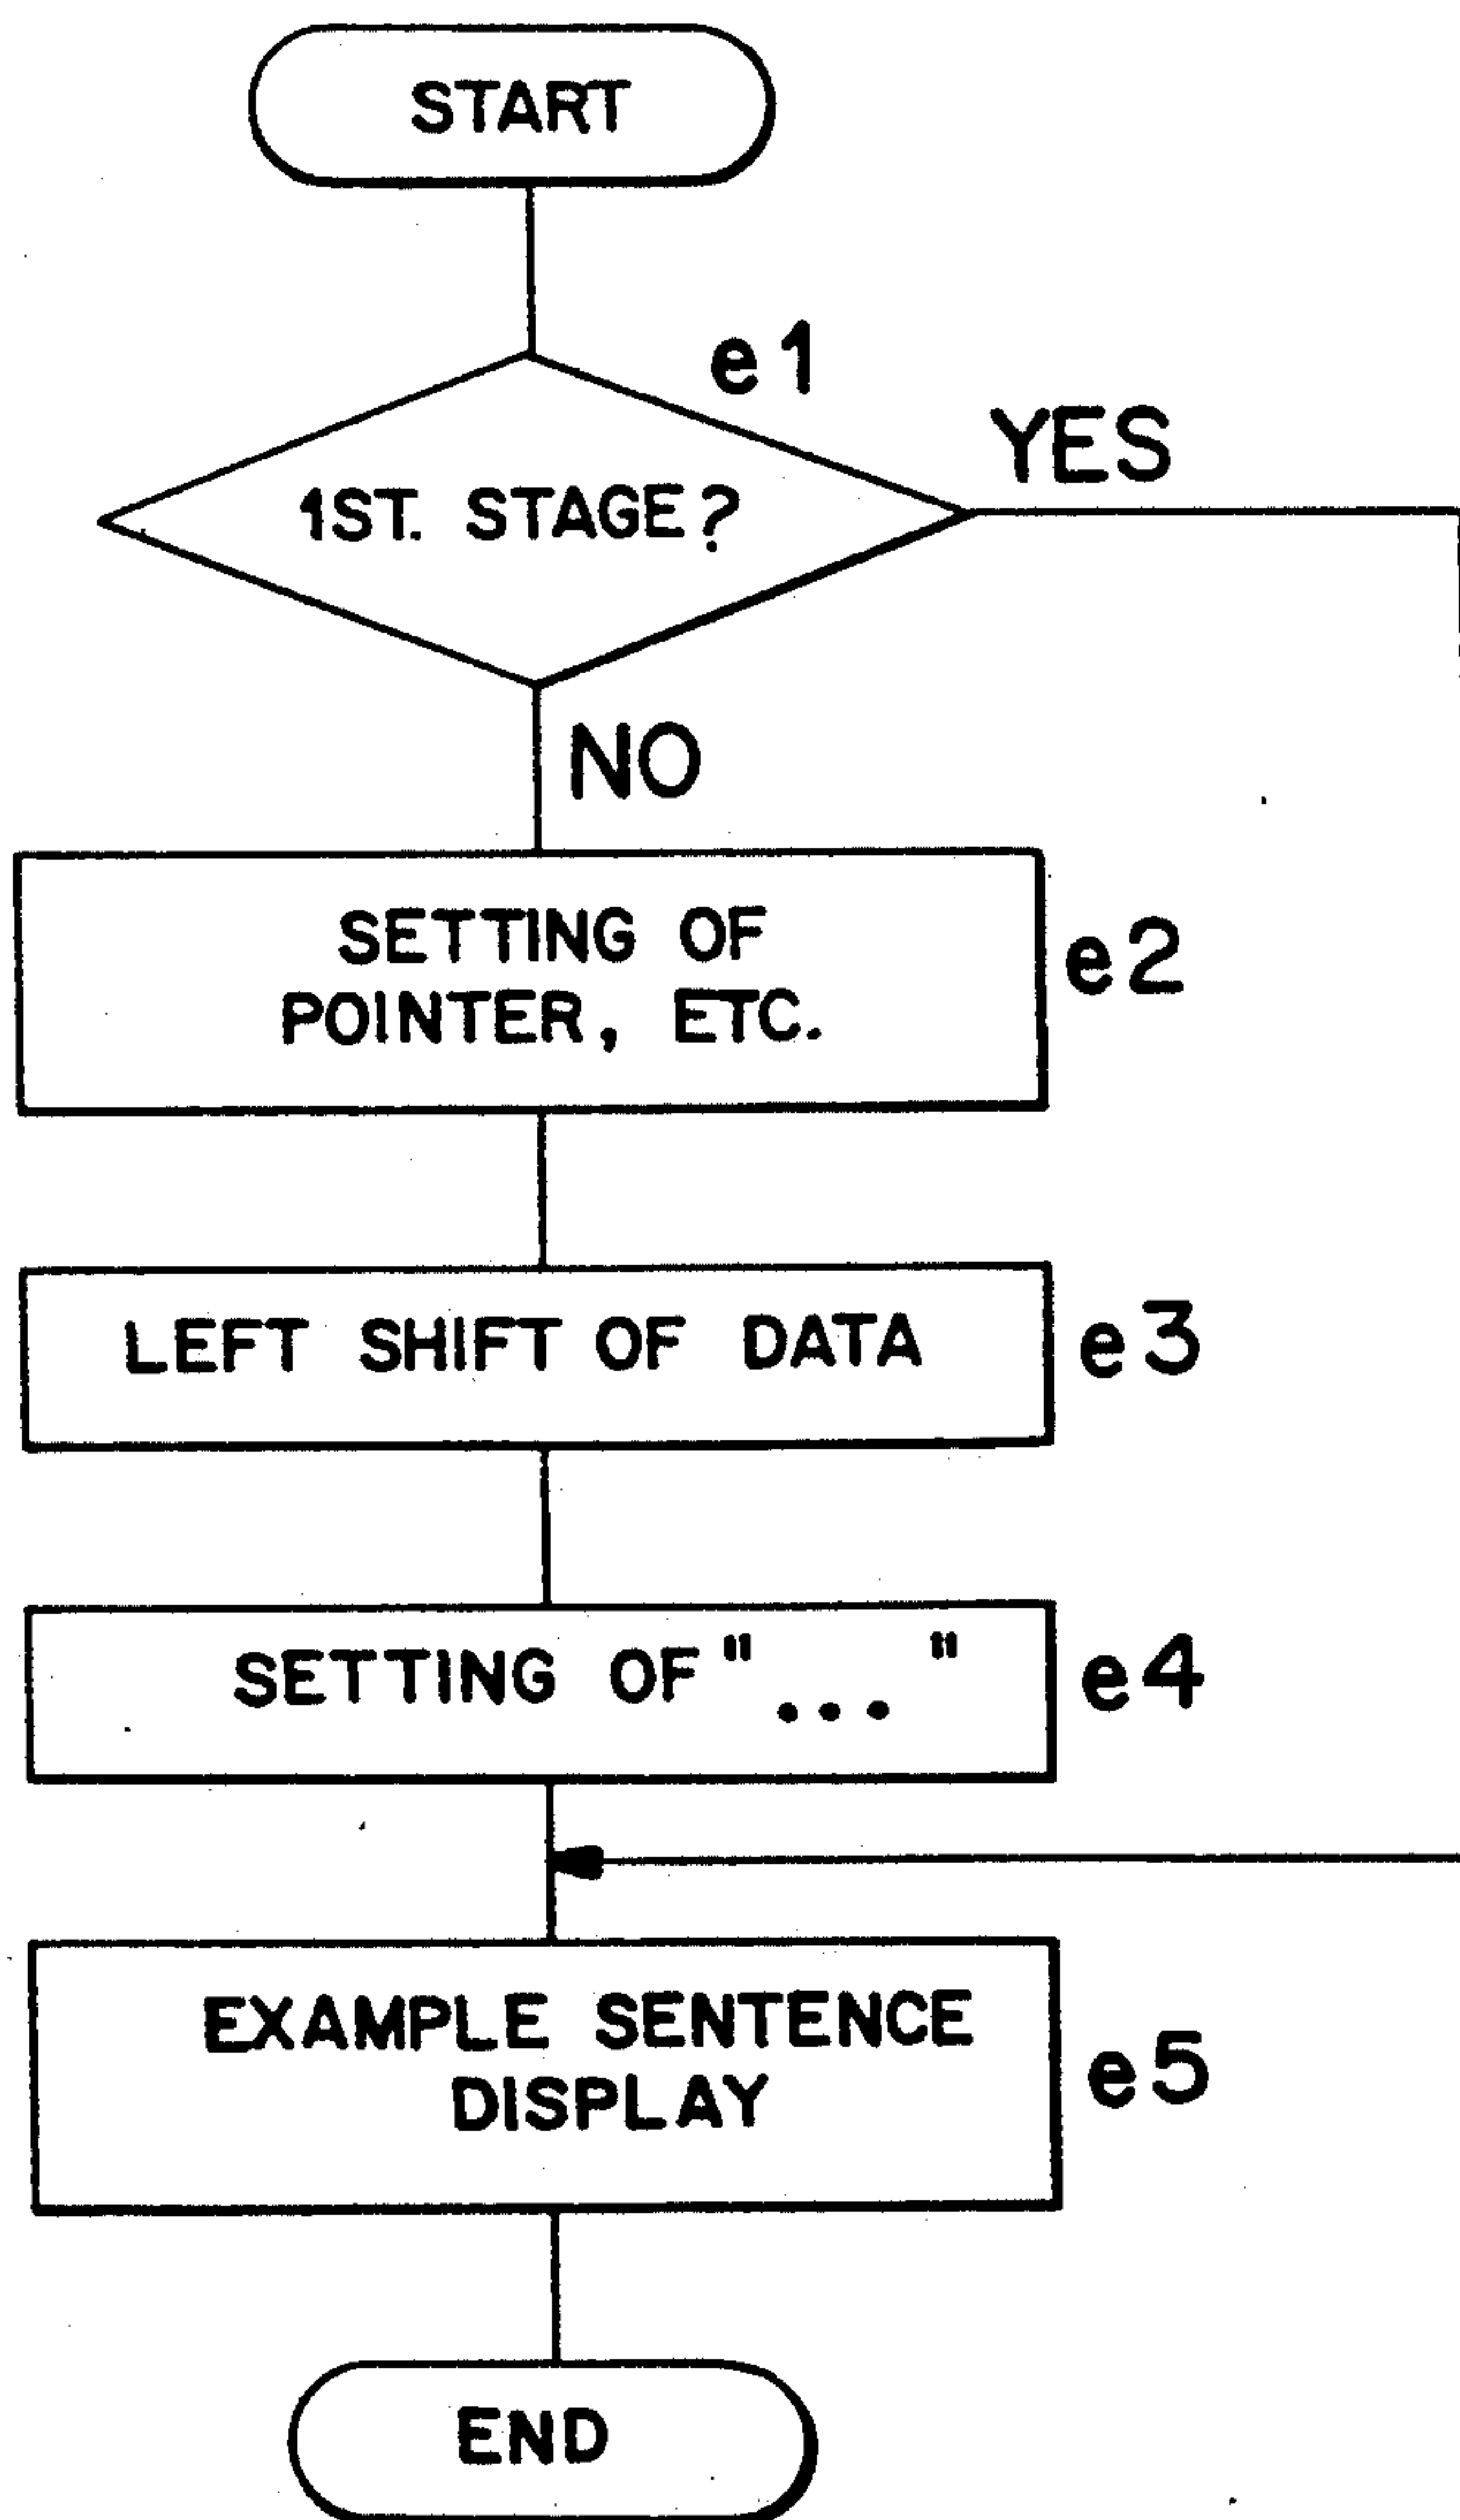 START
e1
YES
1ST. STAGE?
NO
SETTING OF
POINTER, ETC.
e2
LEFT SHIFT OF DATA
e3
SETTING OF "..."
e4
EXAMPLE SENTENCE
DISPLAY
e5
END